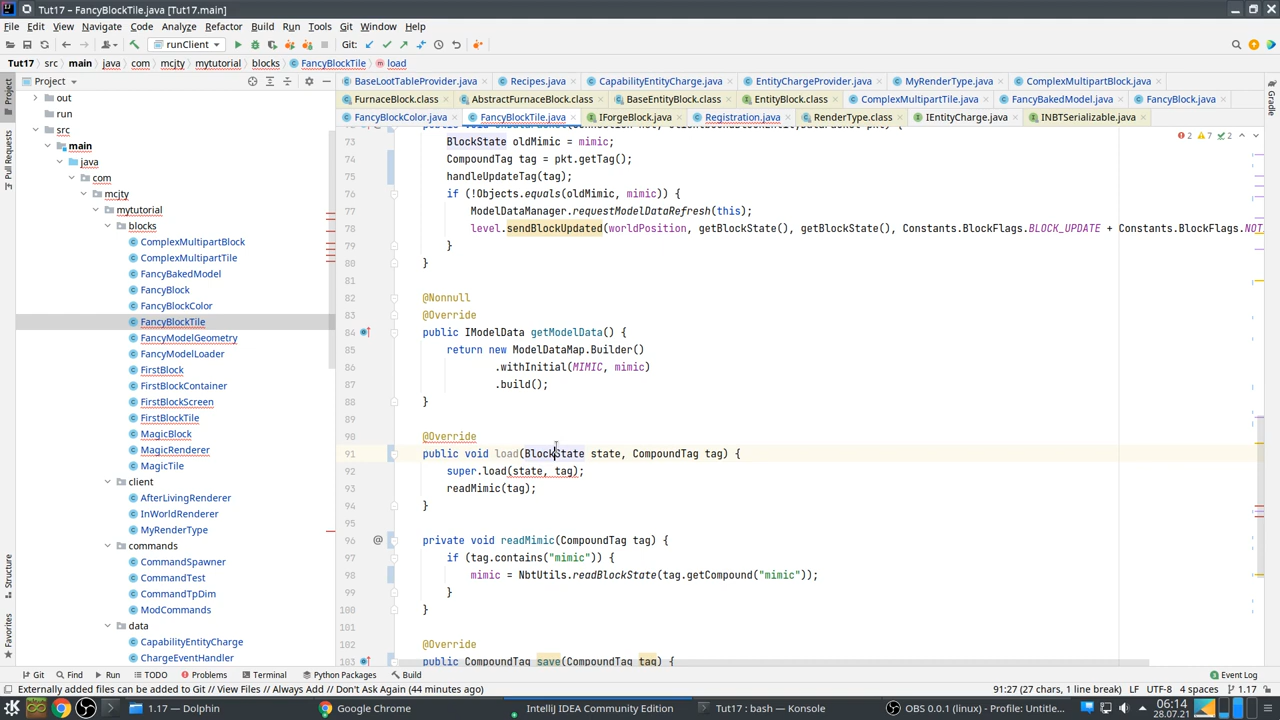 Tut17 – FancyBlockTile.java [Tut17.main]
File Edit View Navigate Code Analyze Refactor Build Run Tools Git Window Help
runClient Git:
Tut17 src main java com mcjty mytutorial blocks FancyBlockTile load
Project
BaseLootTableProvider.java Recipes.java CapabilityEntityCharge.java EntityChargeProvider.java MyRenderType.java ComplexMultipartBlock.java
FurnaceBlock.class AbstractFurnaceBlock.class BaseEntityBlock.class EntityBlock.class ComplexMultipartTile.java FancyBakedModel.java FancyBlock.java
FancyBlockColor.java FancyBlockTile.java IForgeBlock.java Registration.java RenderType.class IEntityCharge.java INBTSerializable.java
Project
Pull Requests
Structure
Favorites
Gradle
out
run
src
main
java
com
mcjty
mytutorial
blocks
ComplexMultipartBlock
ComplexMultipartTile
FancyBakedModel
FancyBlock
FancyBlockColor
FancyBlockTile
FancyModelGeometry
FancyModelLoader
FirstBlock
FirstBlockContainer
FirstBlockScreen
FirstBlockTile
MagicBlock
MagicRenderer
MagicTile
client
AfterLivingRenderer
InWorldRenderer
MyRenderType
commands
CommandSpawner
CommandTest
CommandTpDim
ModCommands
data
CapabilityEntityCharge
ChargeEventHandler
2 7 2
73 BlockState oldMimic = mimic;
74 CompoundTag tag = pkt.getTag();
75 handleUpdateTag(tag);
76 if (!Objects.equals(oldMimic, mimic)) {
77 ModelDataManager.requestModelDataRefresh(this);
78 level.sendBlockUpdated(worldPosition, getBlockState(), getBlockState(), Constants.BlockFlags.BLOCK_UPDATE + Constants.BlockFlags.NOT
79 }
80 }
81
82 @Nonnull
83 @Override
84 public IModelData getModelData() {
85 return new ModelDataMap.Builder()
86 .withInitial(MIMIC, mimic)
87 .build();
88 }
89
90 @Override
91 public void load(BlockState state, CompoundTag tag) {
92 super.load(state, tag);
93 readMimic(tag);
94 }
95
96 @ private void readMimic(CompoundTag tag) {
97 if (tag.contains("mimic")) {
98 mimic = NbtUtils.readBlockState(tag.getCompound("mimic"));
99 }
100 }
101
102 @Override
103 public CompoundTag save(CompoundTag tag) {
Git Find Run TODO Problems Terminal Python Packages Build Event Log
Externally added files can be added to Git // View Files // Always Add // Don't Ask Again (44 minutes ago) 91:27 (27 chars, 1 line break) LF UTF-8 4 spaces 1.17
1.17 — Dolphin Google Chrome IntelliJ IDEA Community Edition Tut17 : bash — Konsole OBS 0.0.1 (linux) - Profile: Untitled... 06:14
28.07.21